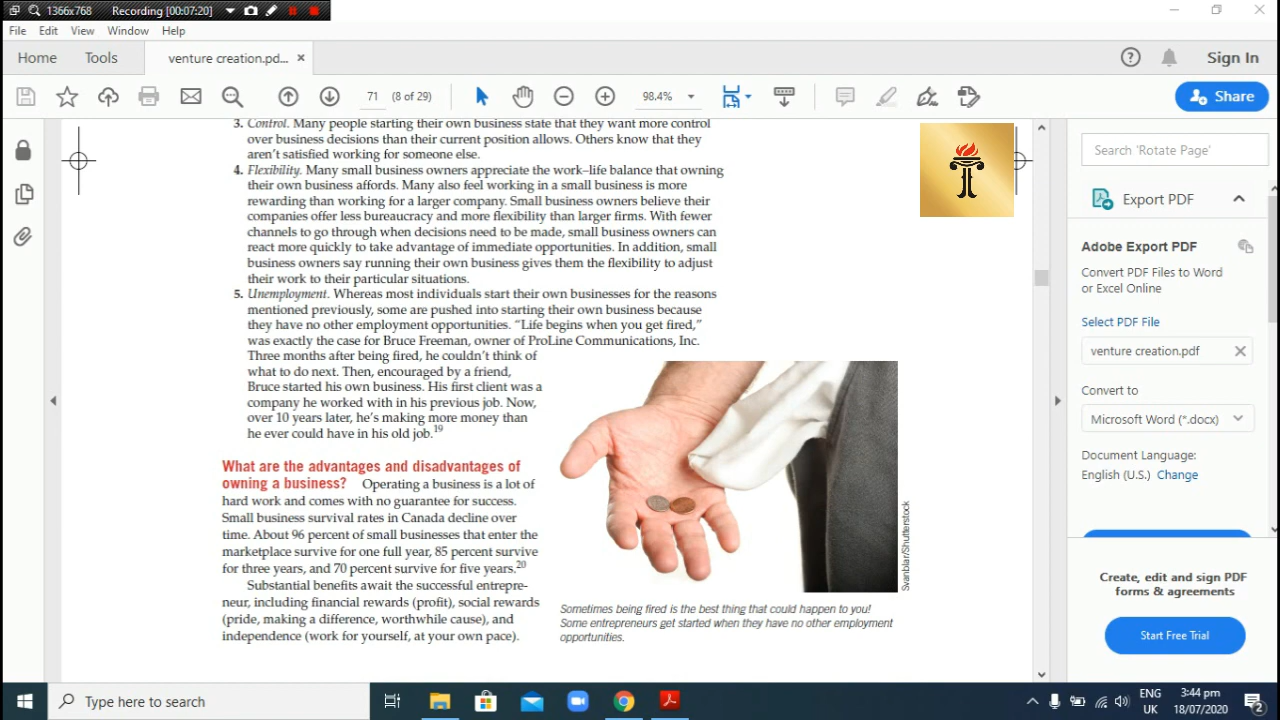 1366x768 Recording [00:07:20]
File Edit View Window Help
Home Tools venture creation.pd... ×
Sign In
71 (8 of 29) 98.4% Share
3. Control. Many people starting their own business state that they want more control
over business decisions than their current position allows. Others know that they
aren't satisfied working for someone else.
4. Flexibility. Many small business owners appreciate the work–life balance that owning
their own business affords. Many also feel working in a small business is more
rewarding than working for a larger company. Small business owners believe their
companies offer less bureaucracy and more flexibility than larger firms. With fewer
channels to go through when decisions need to be made, small business owners can
react more quickly to take advantage of immediate opportunities. In addition, small
business owners say running their own business gives them the flexibility to adjust
their work to their particular situations.
5. Unemployment. Whereas most individuals start their own businesses for the reasons
mentioned previously, some are pushed into starting their own business because
they have no other employment opportunities. “Life begins when you get fired,”
was exactly the case for Bruce Freeman, owner of ProLine Communications, Inc.
Three months after being fired, he couldn't think of
what to do next. Then, encouraged by a friend,
Bruce started his own business. His first client was a
company he worked with in his previous job. Now,
over 10 years later, he's making more money than
he ever could have in his old job.19
What are the advantages and disadvantages of
owning a business? Operating a business is a lot of
hard work and comes with no guarantee for success.
Small business survival rates in Canada decline over
time. About 96 percent of small businesses that enter the
marketplace survive for one full year, 85 percent survive
for three years, and 70 percent survive for five years.20
Substantial benefits await the successful entrepre-
neur, including financial rewards (profit), social rewards
(pride, making a difference, worthwhile cause), and
independence (work for yourself, at your own pace).
Svanblar/Shutterstock
Sometimes being fired is the best thing that could happen to you!
Some entrepreneurs get started when they have no other employment
opportunities.
Search 'Rotate Page'
Export PDF
Adobe Export PDF
Convert PDF Files to Word
or Excel Online
Select PDF File
venture creation.pdf
Convert to
Microsoft Word (*.docx)
Document Language:
English (U.S.) Change
Create, edit and sign PDF
forms & agreements
Start Free Trial
Type here to search
ENG
UK
3:44 pm
18/07/2020
2